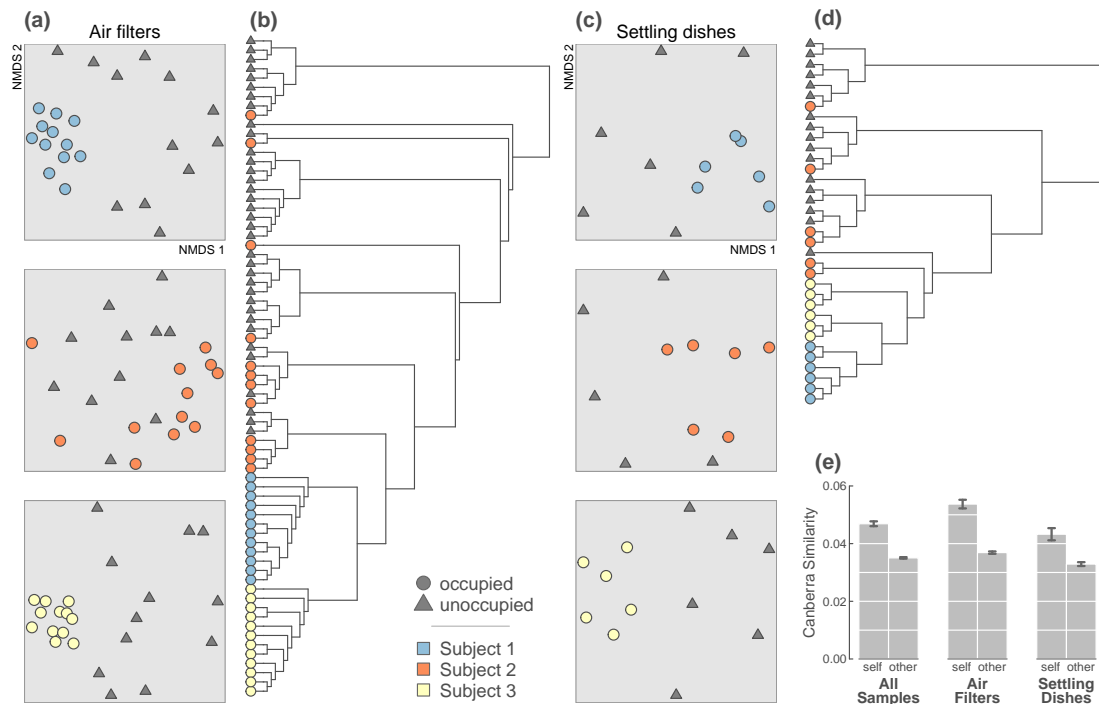 (a)
Air filters
(b)
(c)
Settling dishes
(d)
NMDS 2
NMDS 1
NMDS 2
NMDS 1
occupied
unoccupied
Subject 1
Subject 2
Subject 3
(e)
Canberra Similarity
0.06
0.04
0.02
0.00
self other self other self other
All Air Settling
Samples Filters Dishes